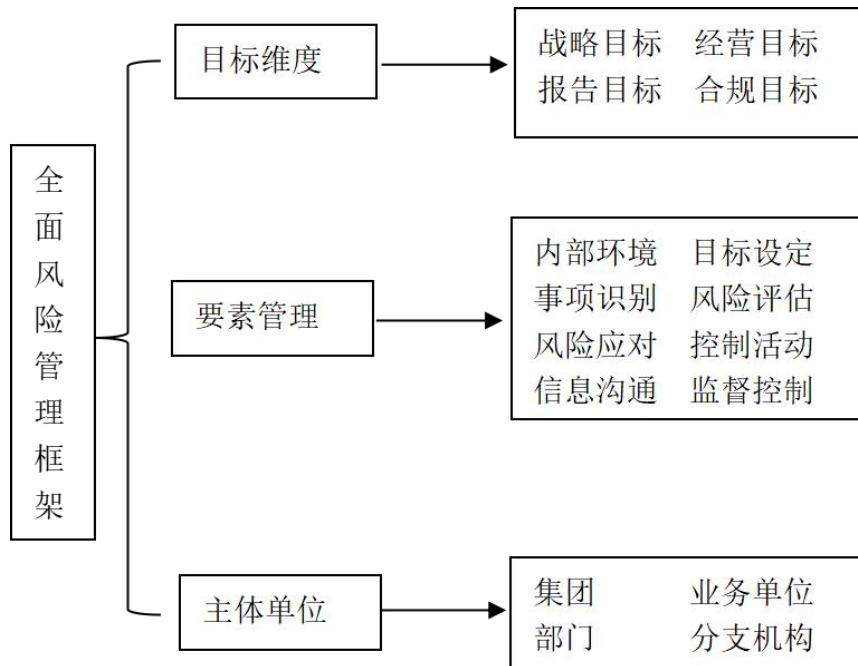 全面风险管理框架
目标维度
战略目标 经营目标
报告目标 合规目标
要素管理
内部环境 目标设定
事项识别 风险评估
风险应对 控制活动
信息沟通 监督控制
主体单位
集团 业务单位
部门 分支机构